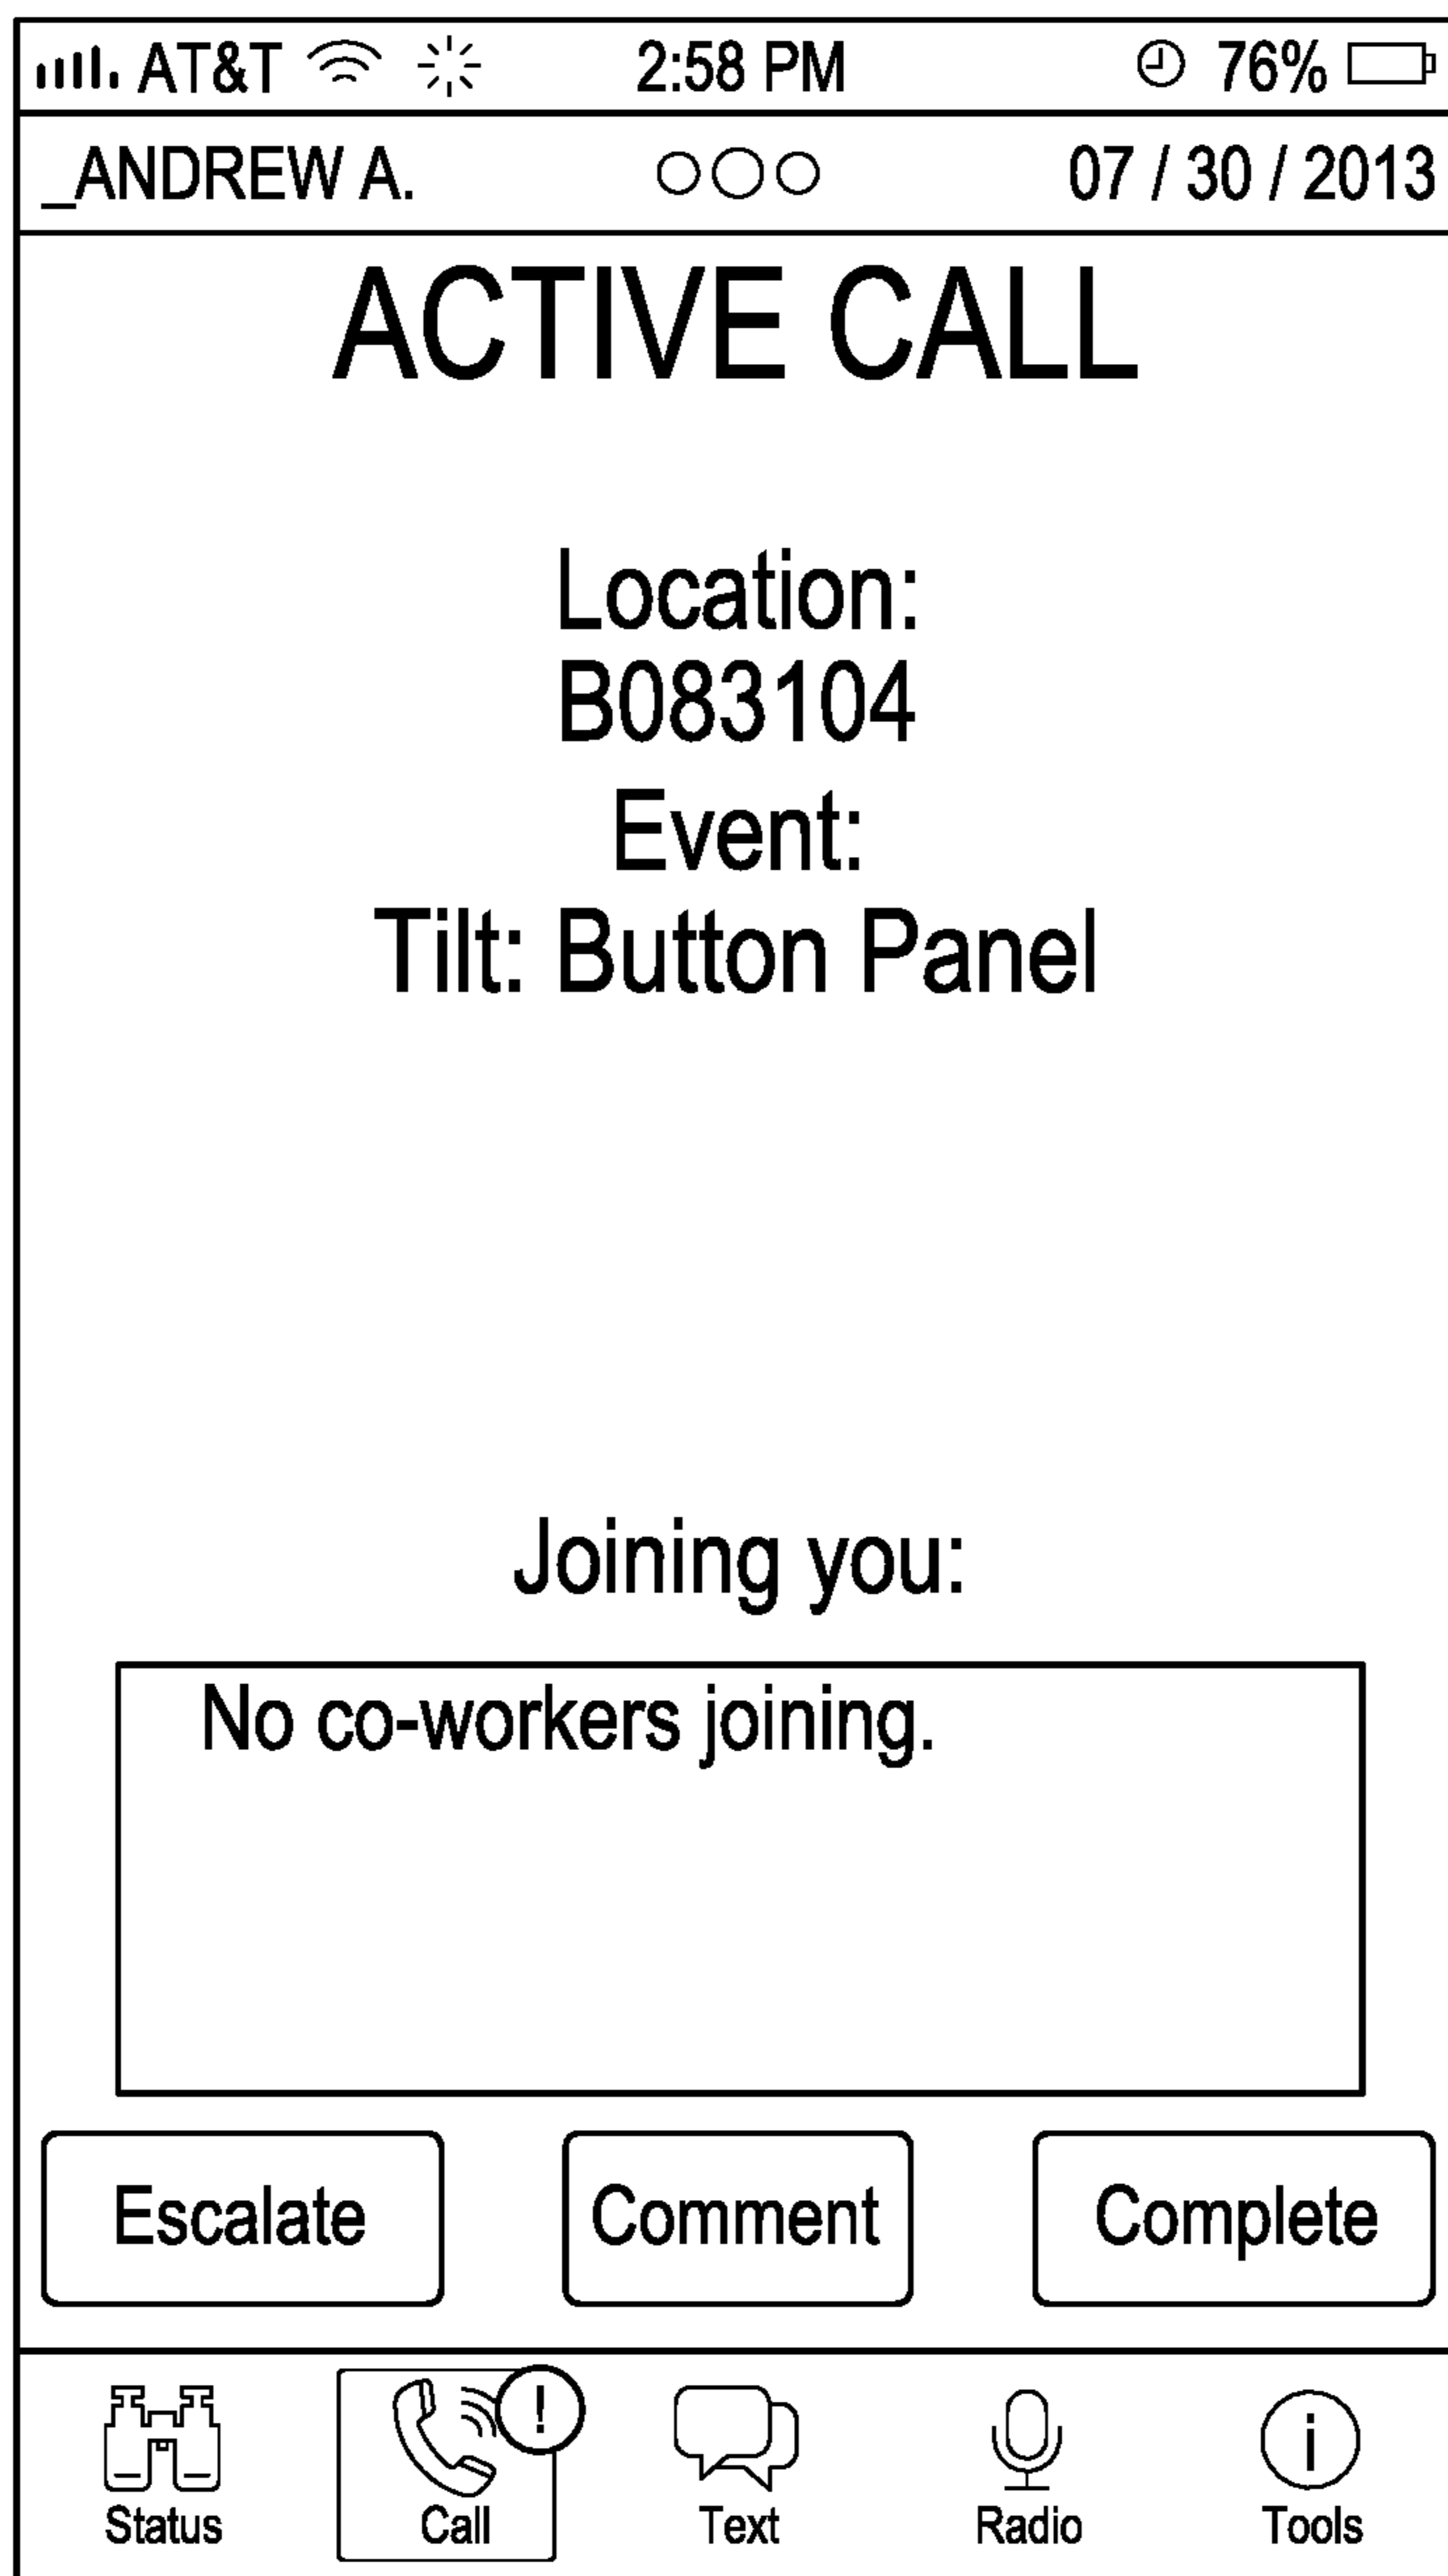 AT&T 2:58 PM 76%
_ANDREW A. 07 / 30 / 2013
ACTIVE CALL
Location:
B083104
Event:
Tilt: Button Panel
Joining you:
No co-workers joining.
Escalate Comment Complete
!
i
Status Call Text Radio Tools